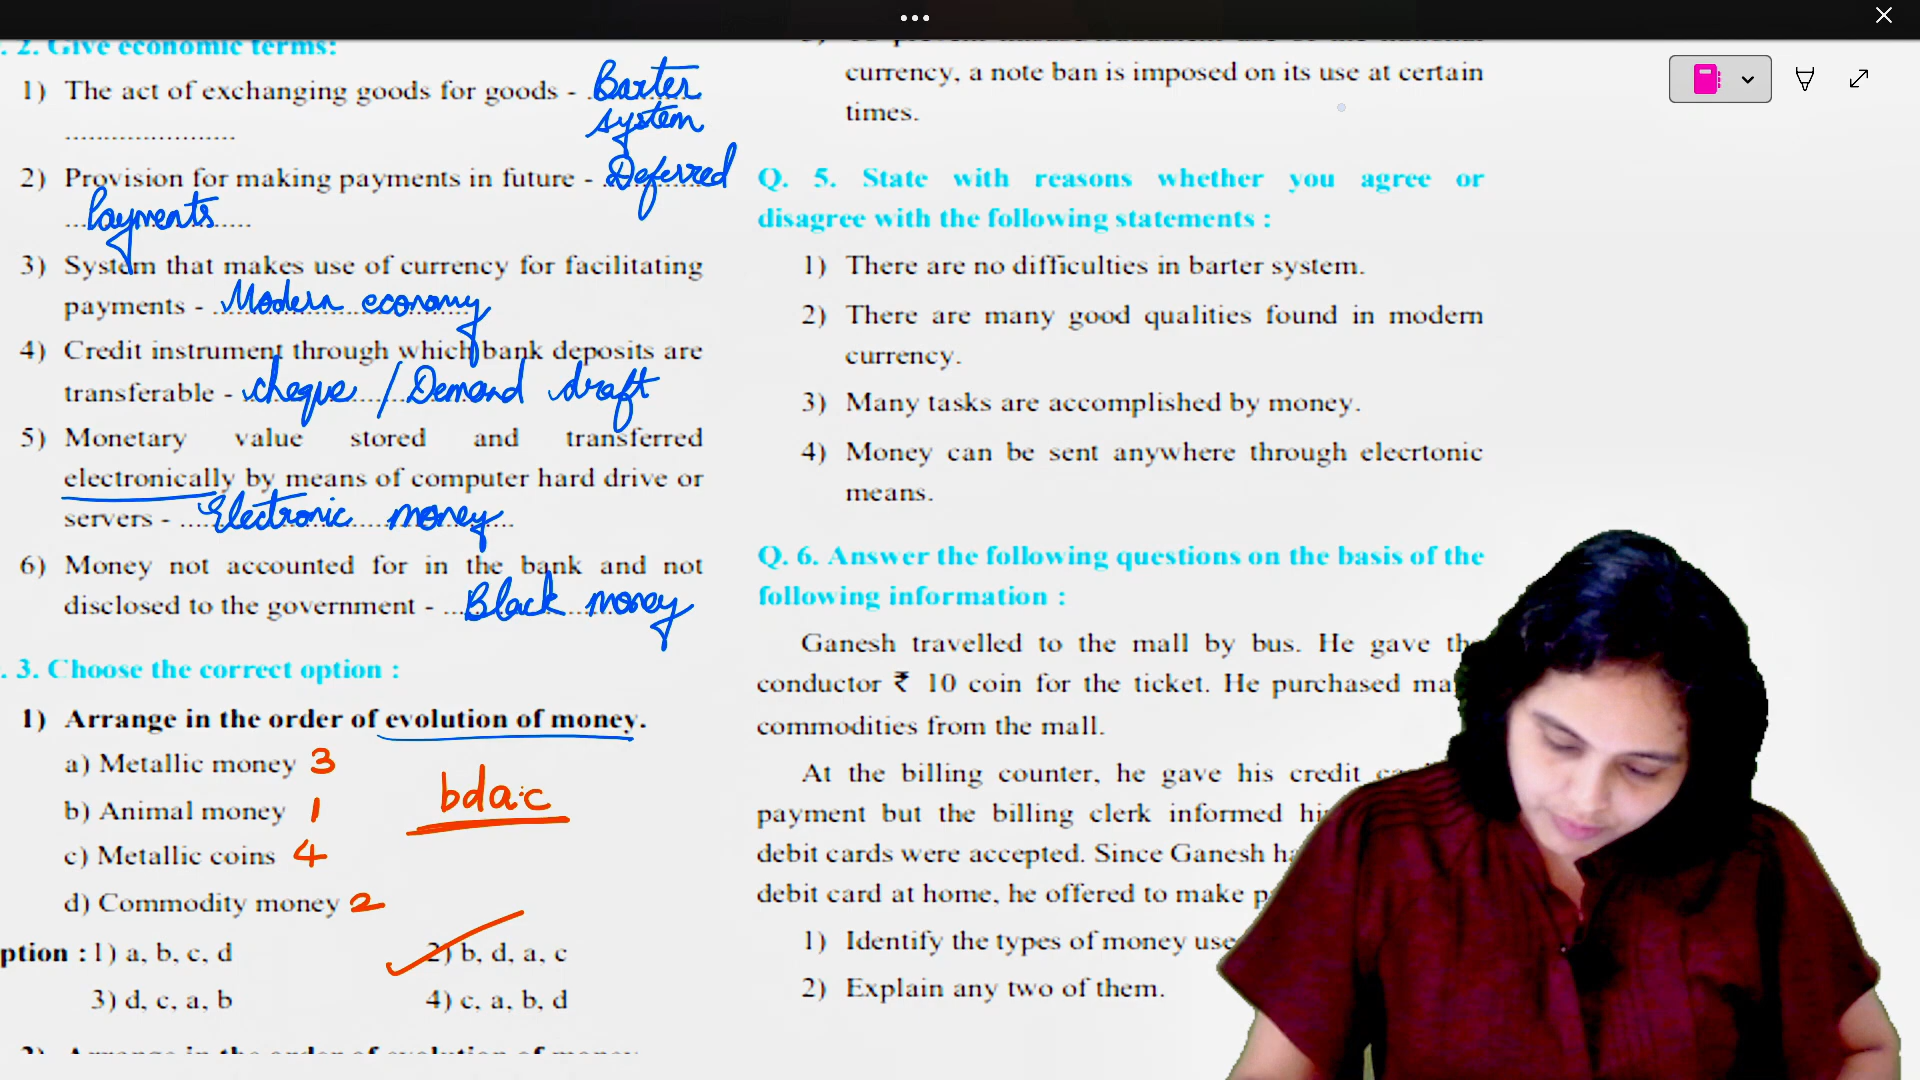 . 2. Give economic terms:
1) The act of exchanging goods for goods - Barter
system
......................
2) Provision for making payments in future - Deferred
Payments
3) System that makes use of currency for facilitating
payments - Modern economy
4) Credit instrument through which bank deposits are
transferable - cheque / Demand draft
5) Monetary value stored and transferred
electronically by means of computer hard drive or
servers - Electronic money
6) Money not accounted for in the bank and not
disclosed to the government - Black money
. 3. Choose the correct option :
1) Arrange in the order of evolution of money.
a) Metallic money 3
b) Animal money 1
c) Metallic coins 4
d) Commodity money 2
bdac
ption : 1) a, b, c, d 2) b, d, a, c
3) d, c, a, b 4) c, a, b, d
2) Arrange in the order of evolution of money
currency, a note ban is imposed on its use at certain
times.
Q. 5. State with reasons whether you agree or
disagree with the following statements :
1) There are no difficulties in barter system.
2) There are many good qualities found in modern
currency.
3) Many tasks are accomplished by money.
4) Money can be sent anywhere through elecrtonic
means.
Q. 6. Answer the following questions on the basis of the
following information :
Ganesh travelled to the mall by bus. He gave th
conductor ₹ 10 coin for the ticket. He purchased ma
commodities from the mall.
At the billing counter, he gave his credit
payment but the billing clerk informed hi
debit cards were accepted. Since Ganesh ha
debit card at home, he offered to make p
1) Identify the types of money use
2) Explain any two of them.